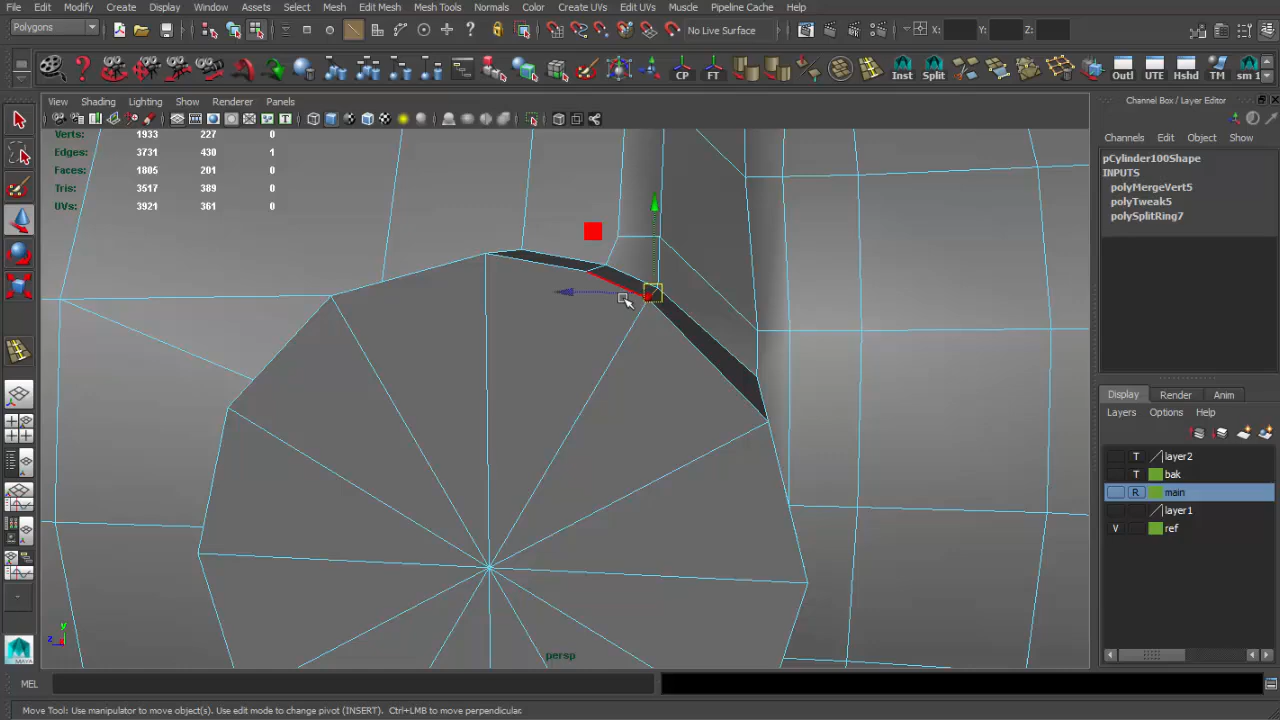 File Edit Modify Create Display Window Assets Select Mesh Edit Mesh Mesh Tools Normals Color Create UVs Edit UVs Muscle Pipeline Cache Help
Polygons No Live Surface X: Y: Z:
CP FT Inst Split Outl UTE Hshd TM sm 1
View Shading Lighting Show Renderer Panels
Channel Box / Layer Editor
Channels Edit Object Show
Verts: 1933 227 0
Edges: 3731 430 1
Faces: 1805 201 0
Tris: 3517 389 0
UVs: 3921 361 0
pCylinder100Shape
INPUTS
polyMergeVert5
polyTweak5
polySplitRing7
Display Render Anim
Layers Options Help
T layer2
T bak
R main
layer1
V ref
y
z
persp
MEL
Move Tool: Use manipulator to move object(s). Use edit mode to change pivot (INSERT). Ctrl+LMB to move perpendicular.